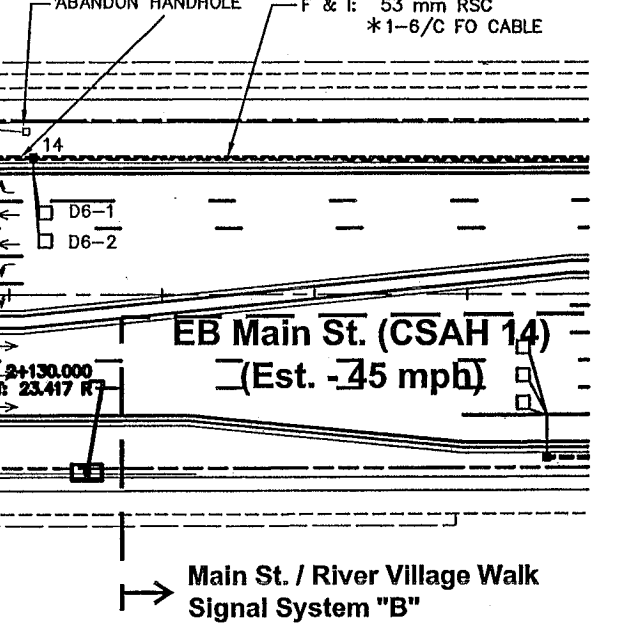 ABANDON HANDHOLE
F & I: 53 mm RSC
*1-6/C FO CABLE
14
D6-1
D6-2
EB Main St. (CSAH 14)
(Est. - 45 mph)
2+130.000
23.417 R
Main St. / River Village Walk
Signal System "B"